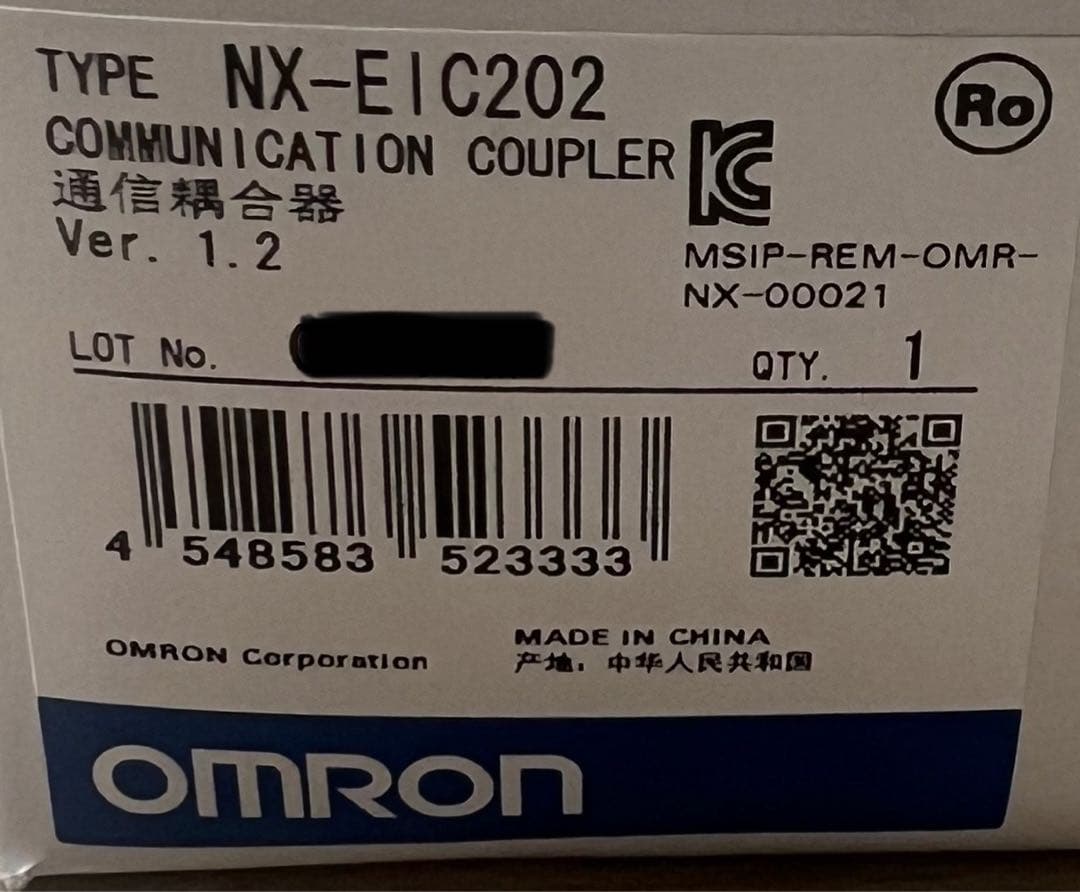 TYPE NX-EIC202
Ro
COMMUNICATION COUPLER
通信耦合器
Ver. 1.2
MSIP-REM-OMR-
NX-00021
LOT No.
QTY. 1
4 548583 523333
OMRON Corporation
MADE IN CHINA
产地: 中华人民共和国
OMRON